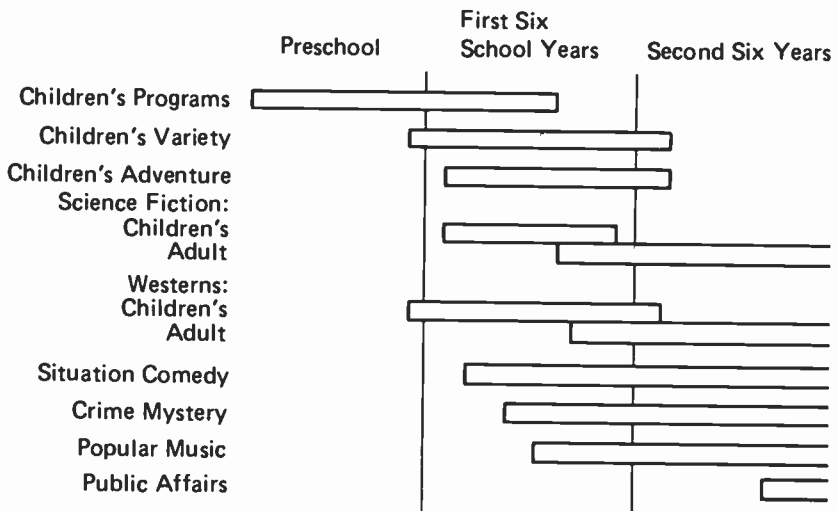 First Six
Preschool School Years Second Six Years
Children's Programs
Children's Variety
Children's Adventure
Science Fiction:
Children's
Adult
Westerns:
Children's
Adult
Situation Comedy
Crime Mystery
Popular Music
Public Affairs